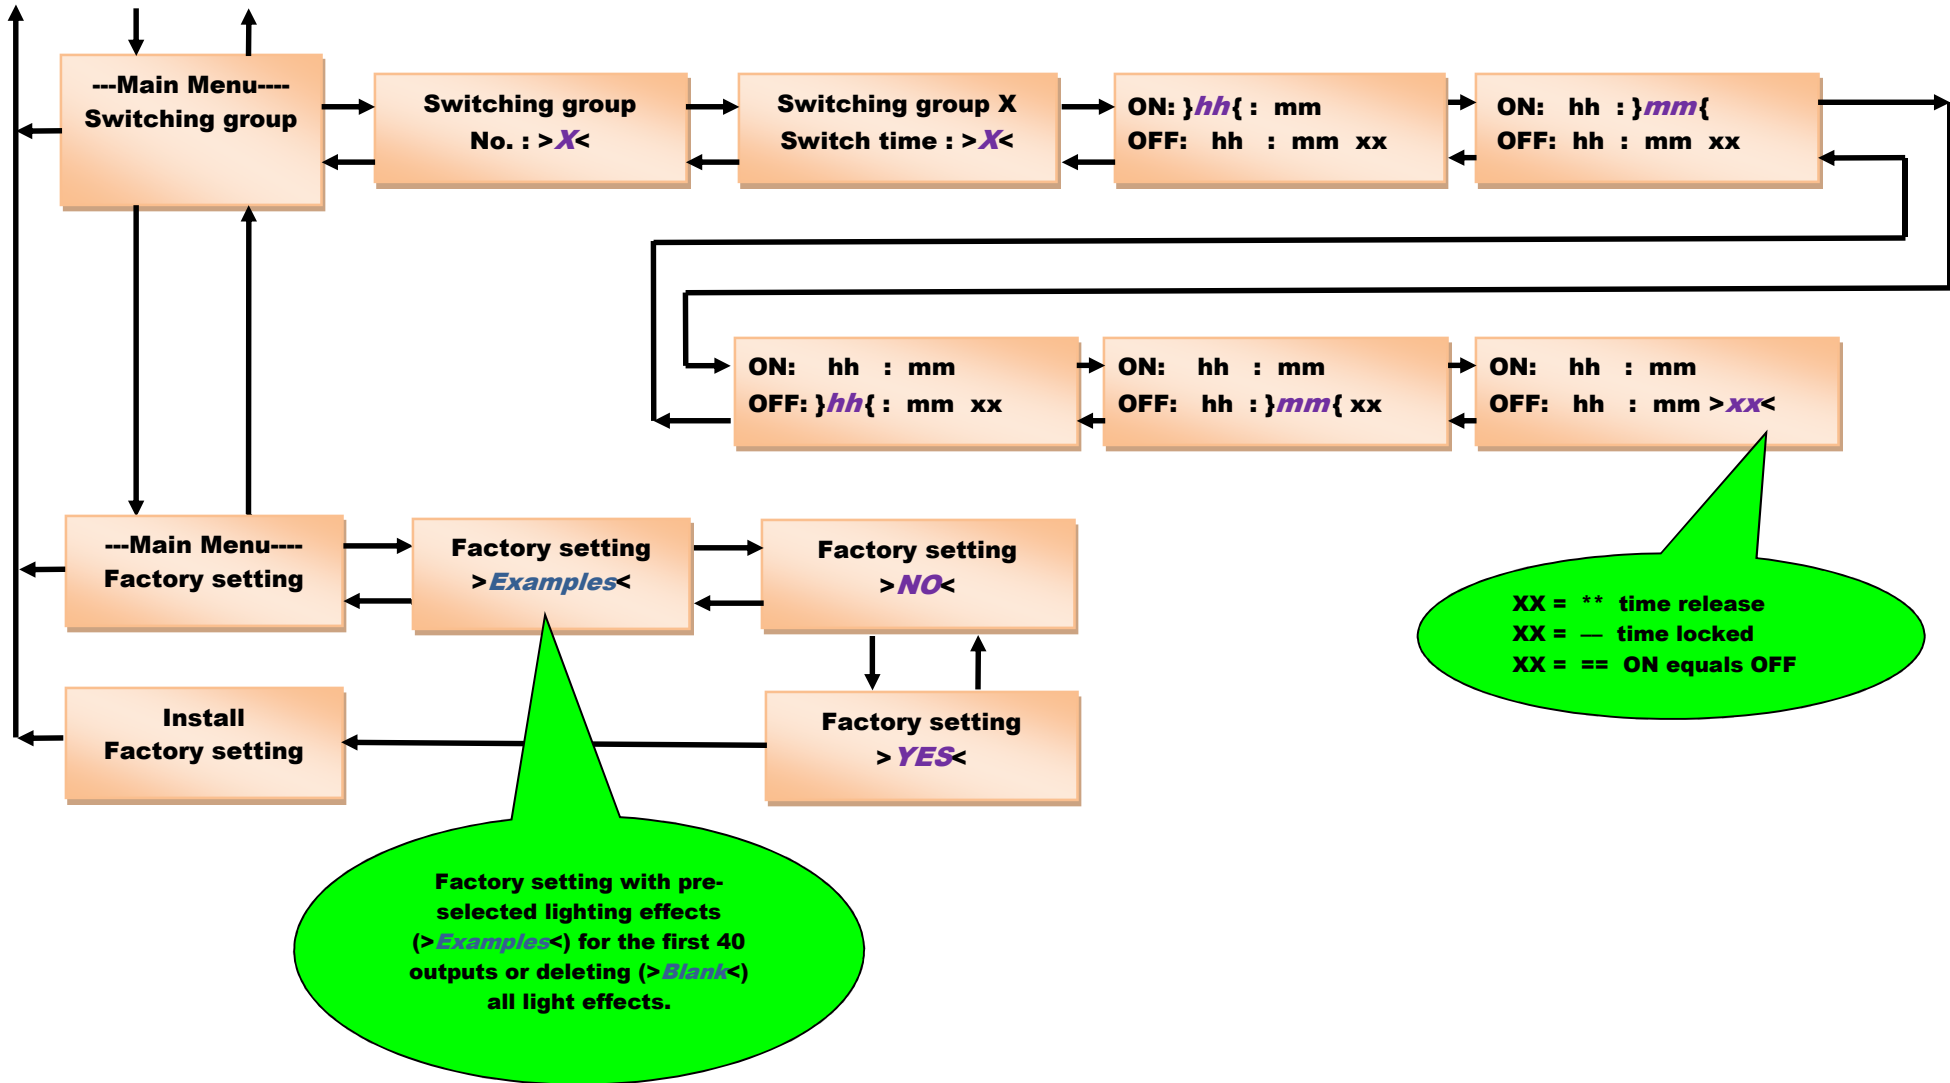 ---Main Menu----
Switching group
Switching group
No. : >X<
Switching group X
Switch time : >X<
ON: }hh{ : mm
OFF: hh : mm xx
ON: hh : }mm{
OFF: hh : mm xx
ON: hh : mm
OFF: }hh{ : mm xx
ON: hh : mm
OFF: hh : }mm{ xx
ON: hh : mm
OFF: hh : mm >xx<
---Main Menu----
Factory setting
Factory setting
>Examples<
Factory setting
>NO<
XX = ** time release
XX = — time locked
XX = == ON equals OFF
Install
Factory setting
Factory setting
>YES<
Factory setting with pre-
selected lighting effects
(>Examples<) for the first 40
outputs or deleting (>Blank<)
all light effects.